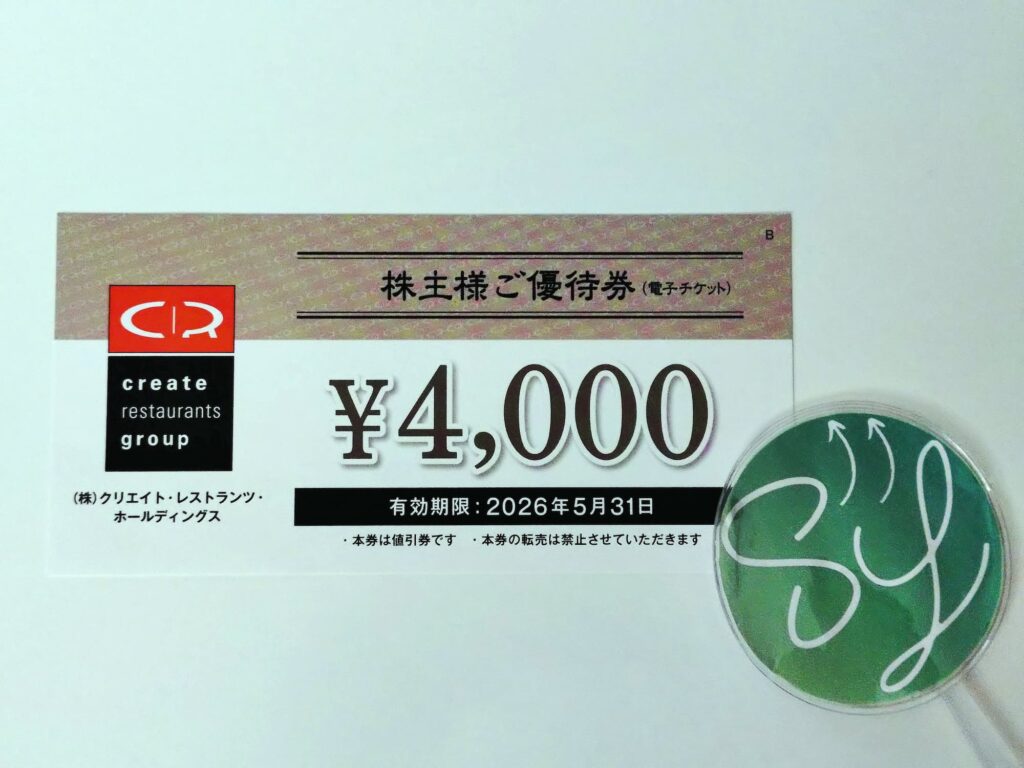 B
株主様ご優待券(電子チケット)
CR
create
restaurants
group
(株)クリエイト・レストランツ・
ホールディングス
¥4,000
有効期限:2026年5月31日
・本券は値引券です ・本券の転売は禁止させていただきます
Sy